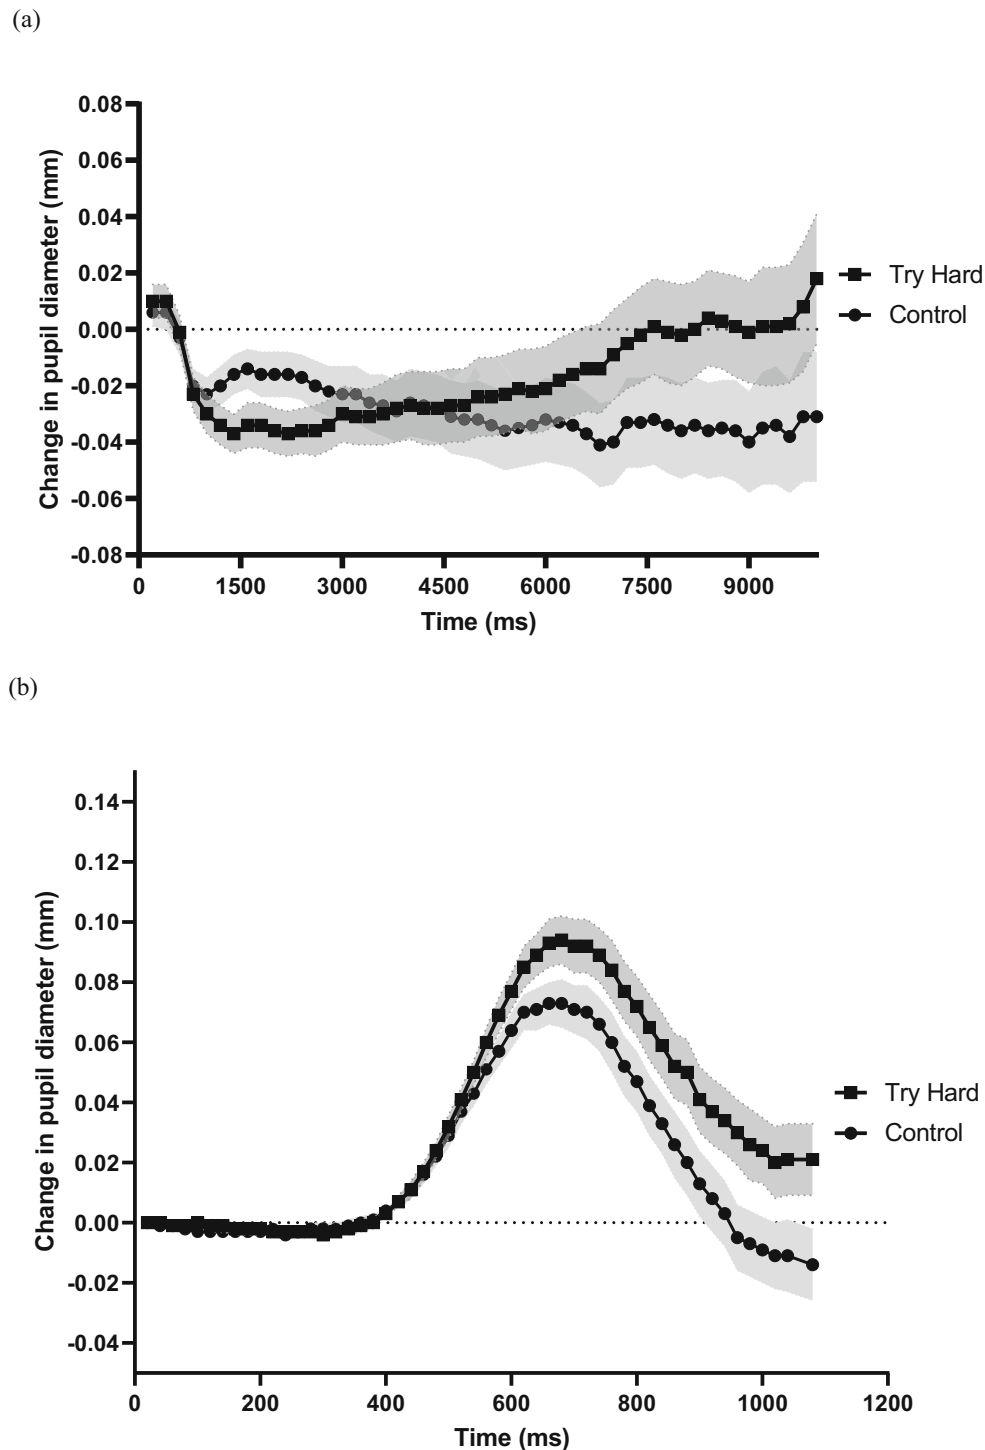 (a)
0.08
0.06
0.04
0.02
0.00
-0.02
-0.04
-0.06
-0.08
Change in pupil diameter (mm)
0 1500 3000 4500 6000 7500 9000
Time (ms)
Try Hard
Control
(b)
0.14
0.12
0.10
0.08
0.06
0.04
0.02
0.00
-0.02
-0.04
Change in pupil diameter (mm)
0 200 400 600 800 1000 1200
Time (ms)
Try Hard
Control